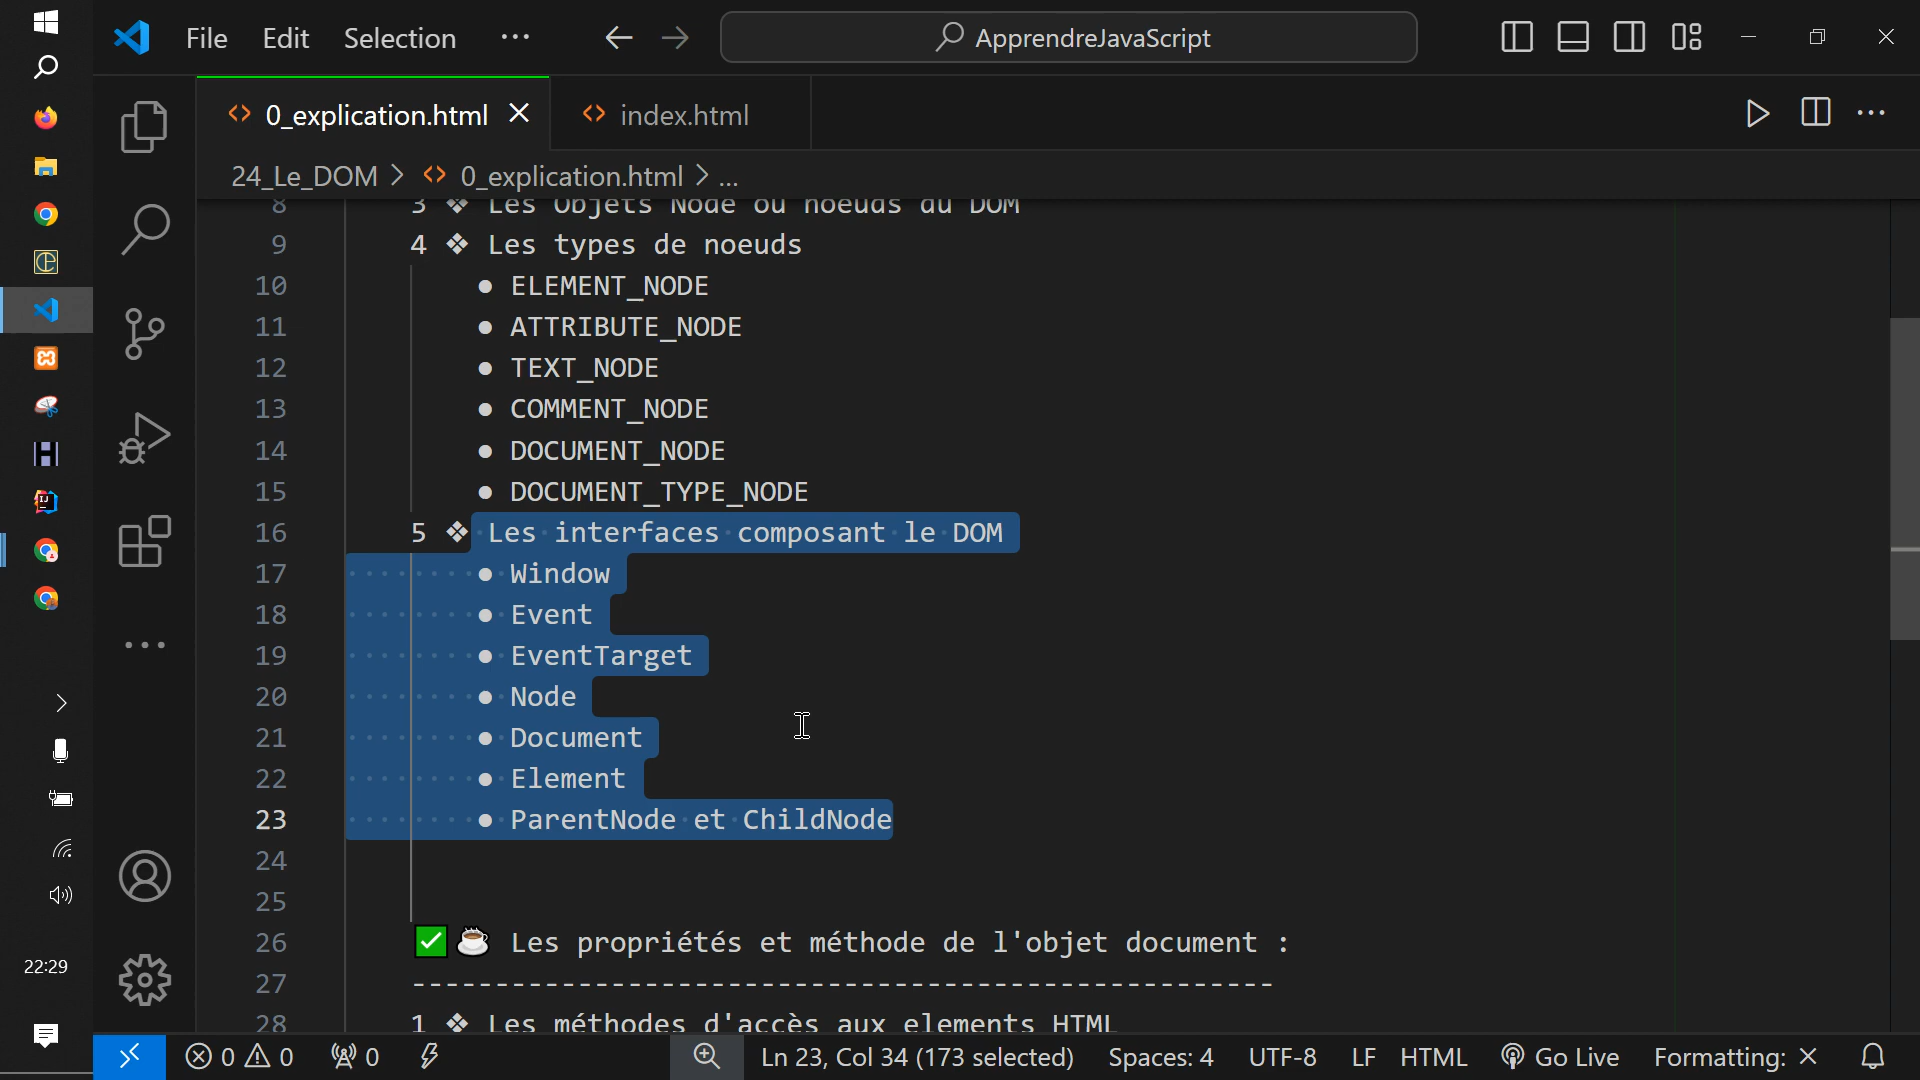 File Edit Selection ··· ApprendreJavaScript
0_explication.html index.html
24_Le_DOM > 0_explication.html > ...
8 3 ❖ Les Objets Node ou noeuds du DOM
9 4 ❖ Les types de noeuds
10 ● ELEMENT_NODE
11 ● ATTRIBUTE_NODE
12 ● TEXT_NODE
13 ● COMMENT_NODE
14 ● DOCUMENT_NODE
15 ● DOCUMENT_TYPE_NODE
16 5 ❖ Les interfaces composant le DOM
17 ● Window
18 ● Event
19 ● EventTarget
20 ● Node
21 ● Document
22 ● Element
23 ● ParentNode et ChildNode
24
25
26 ✅ ☕ Les propriétés et méthode de l'objet document :
27 ----------------------------------------------------
28 1 ❖ Les méthodes d'accès aux elements HTML
22:29
0 0 0 Ln 23, Col 34 (173 selected) Spaces: 4 UTF-8 LF HTML Go Live Formatting: ×